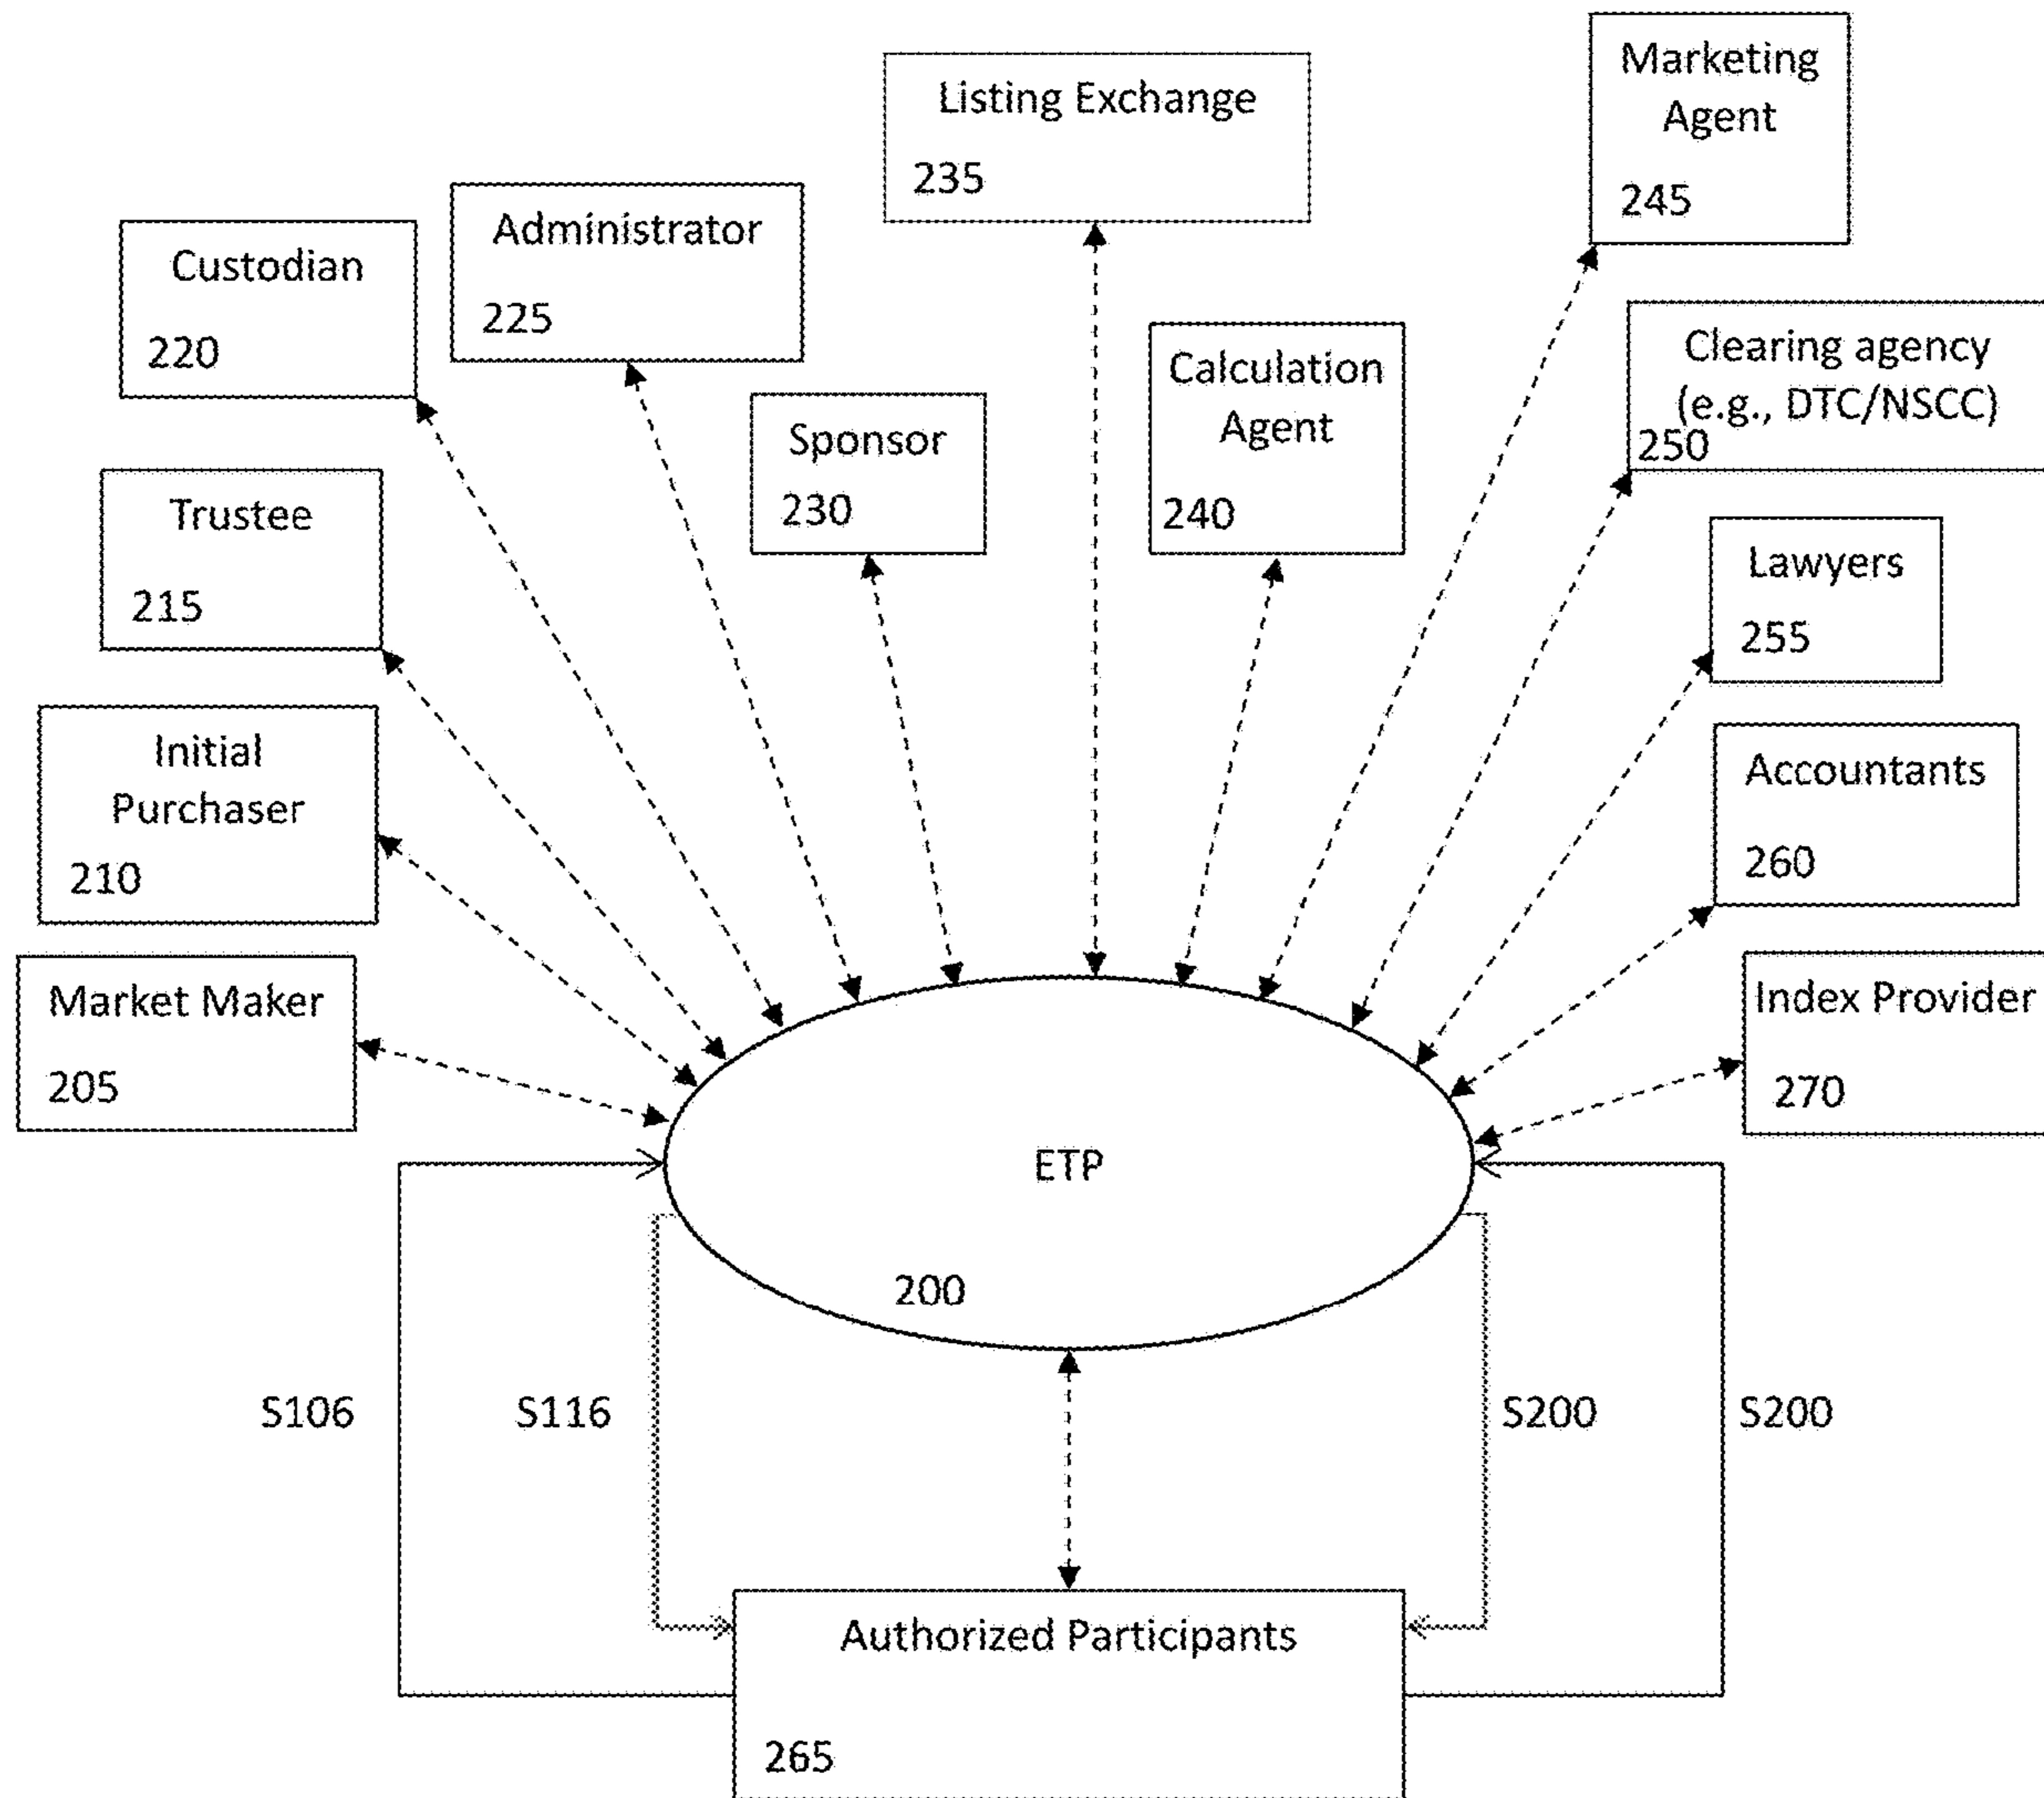 Marketing
Agent
245
Listing Exchange
235
Administrator
225
Custodian
220
Clearing agency
(e.g., DTC/NSCC)
250
Calculation
Agent
240
Sponsor
230
Trustee
215
Lawyers
255
Initial
Purchaser
210
Accountants
260
Market Maker
205
Index Provider
270
ETP
200
S106
S116
S200
S200
Authorized Participants
265